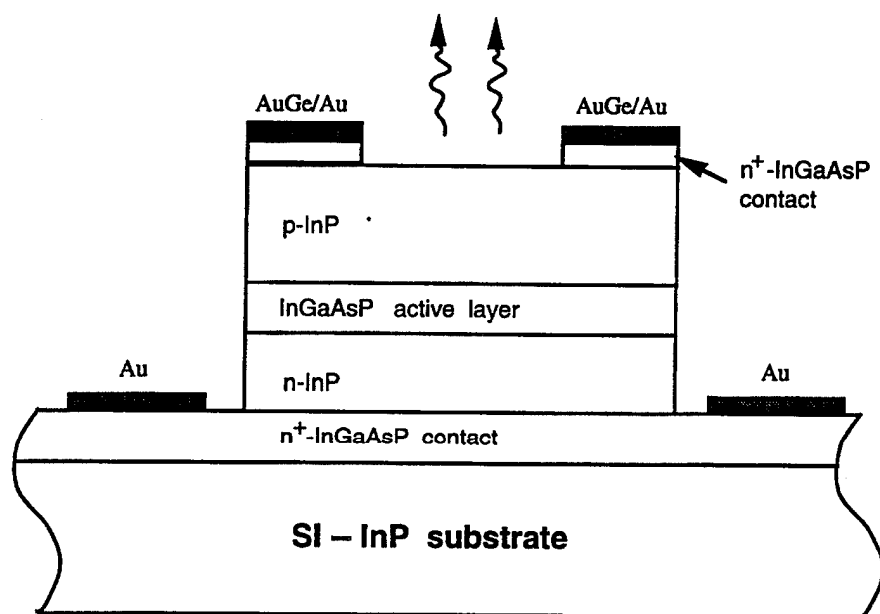 AuGe/Au
AuGe/Au
n⁺-InGaAsP
contact
p-InP
InGaAsP active layer
Au
n-InP
Au
n⁺-InGaAsP contact
SI – InP substrate